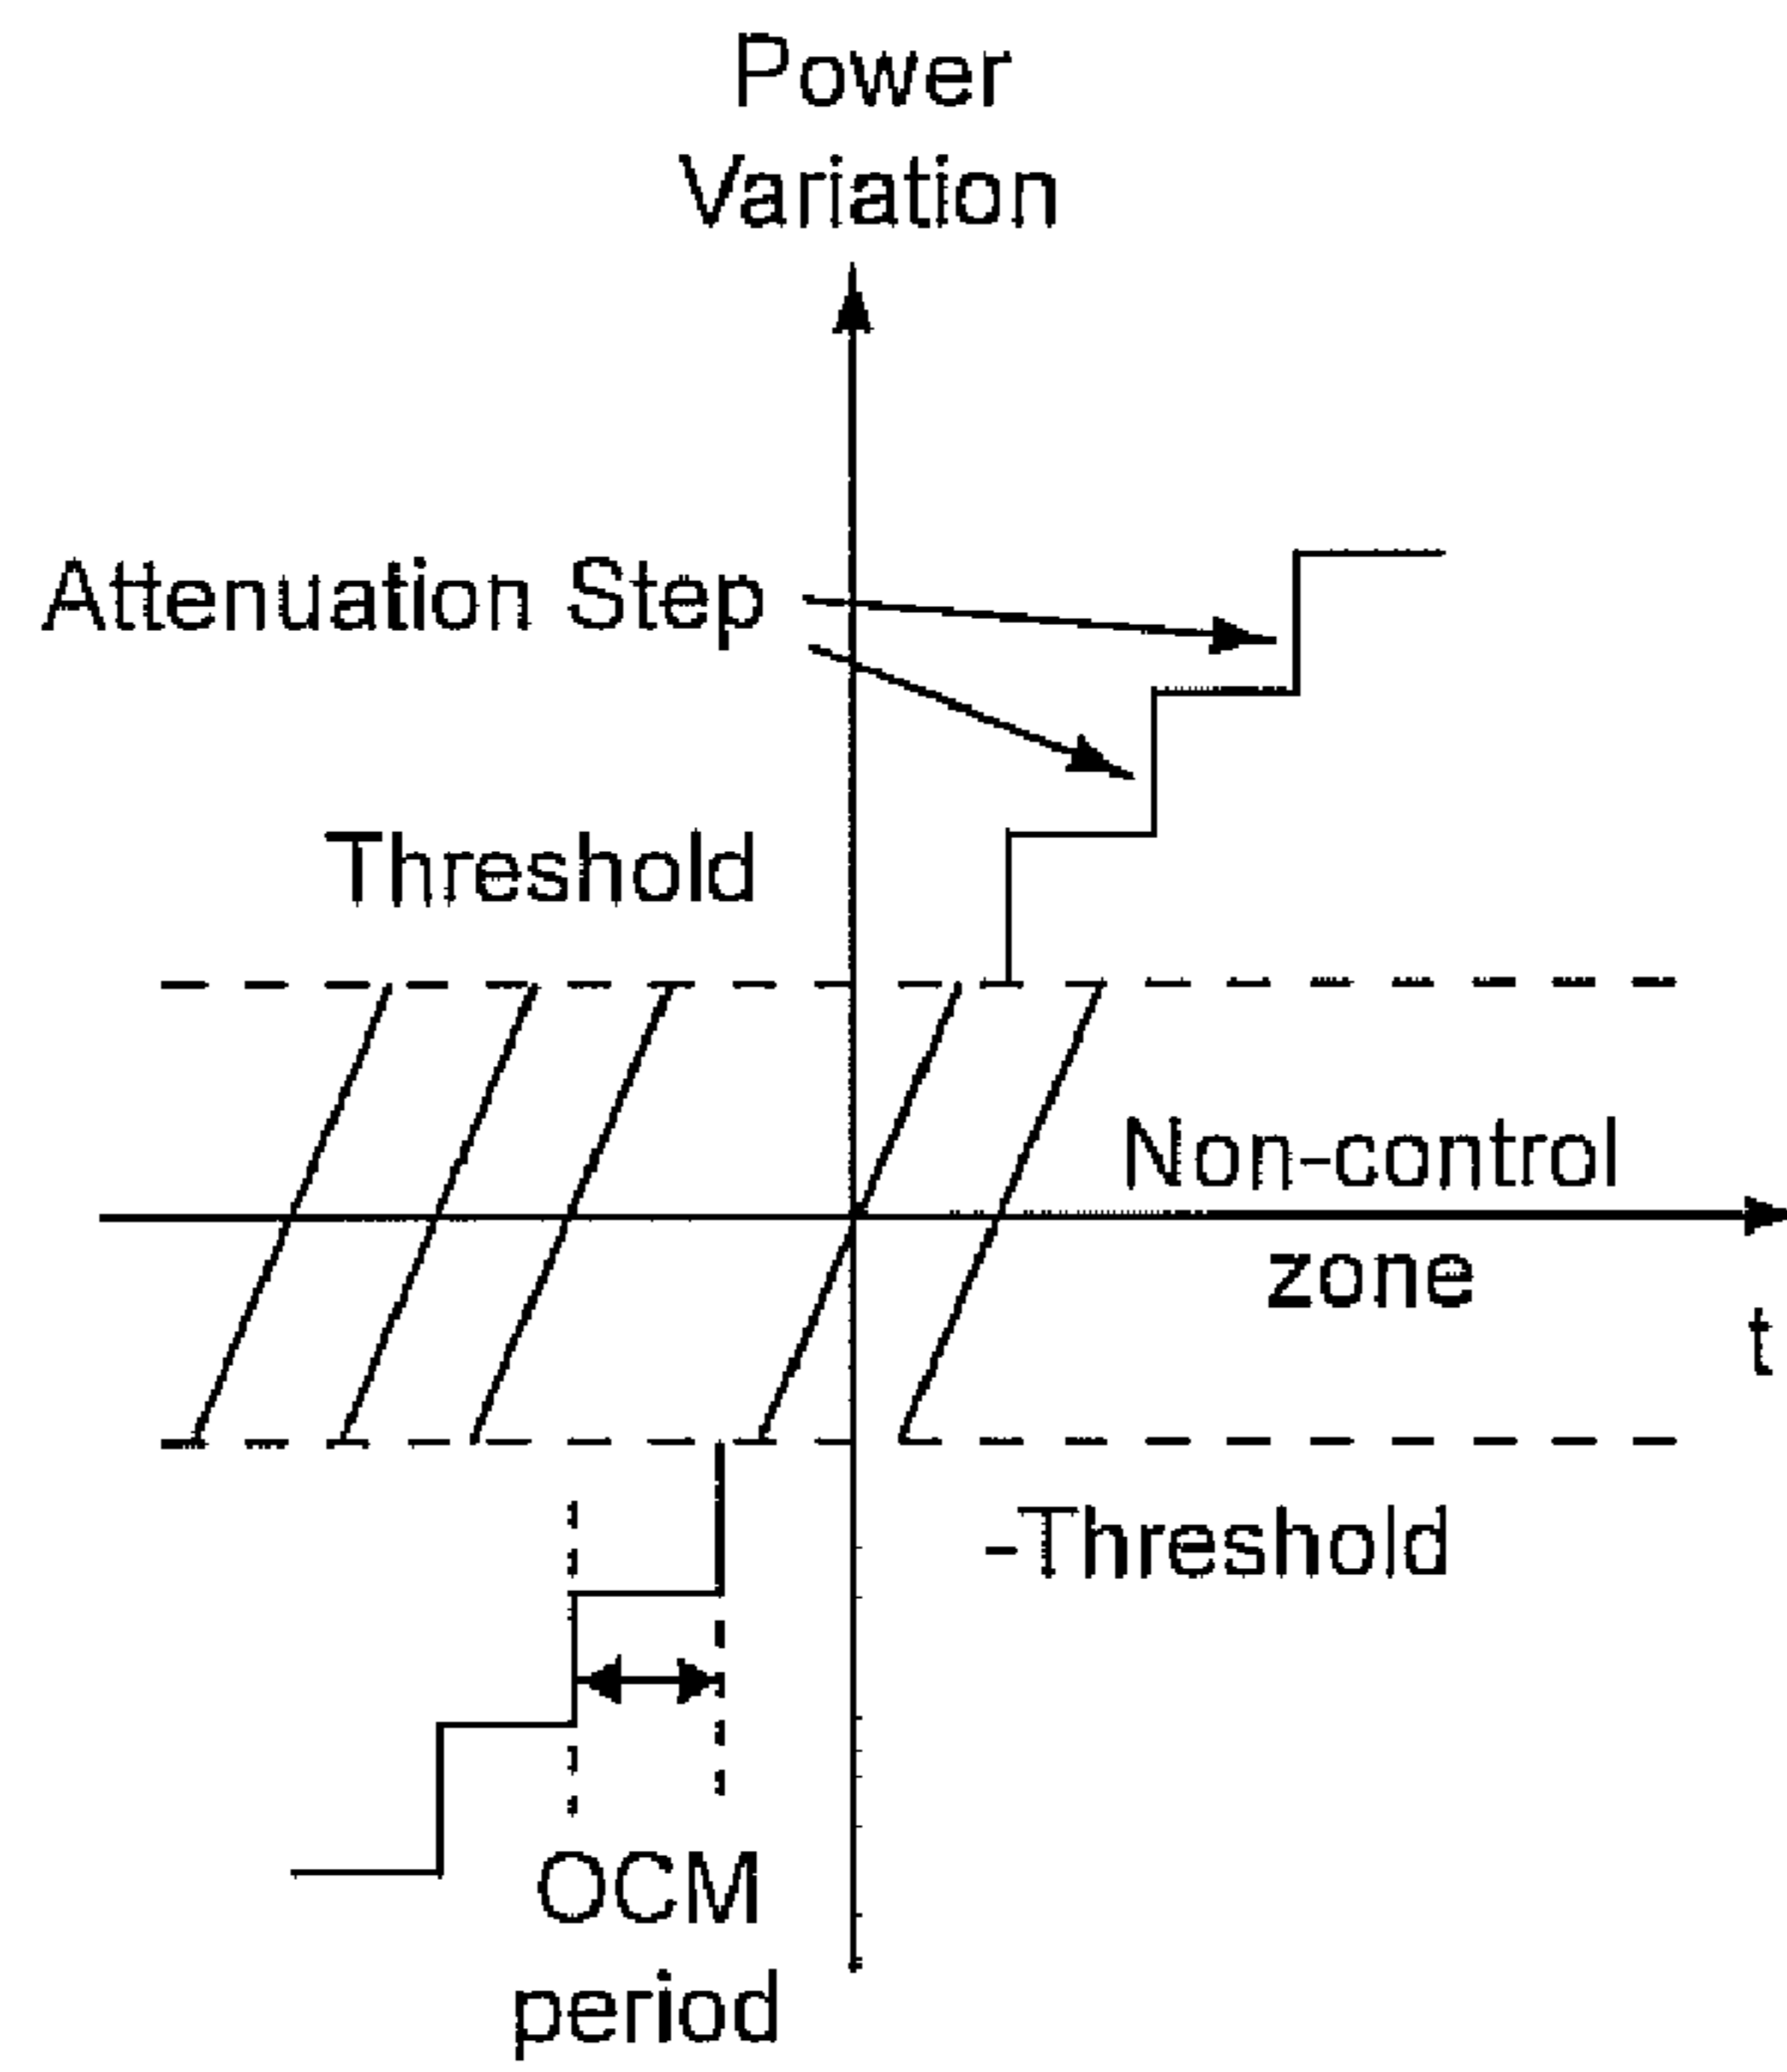 Power
Variation
Attenuation Step
Threshold
Non-control
zone
t
-Threshold
OCM
period